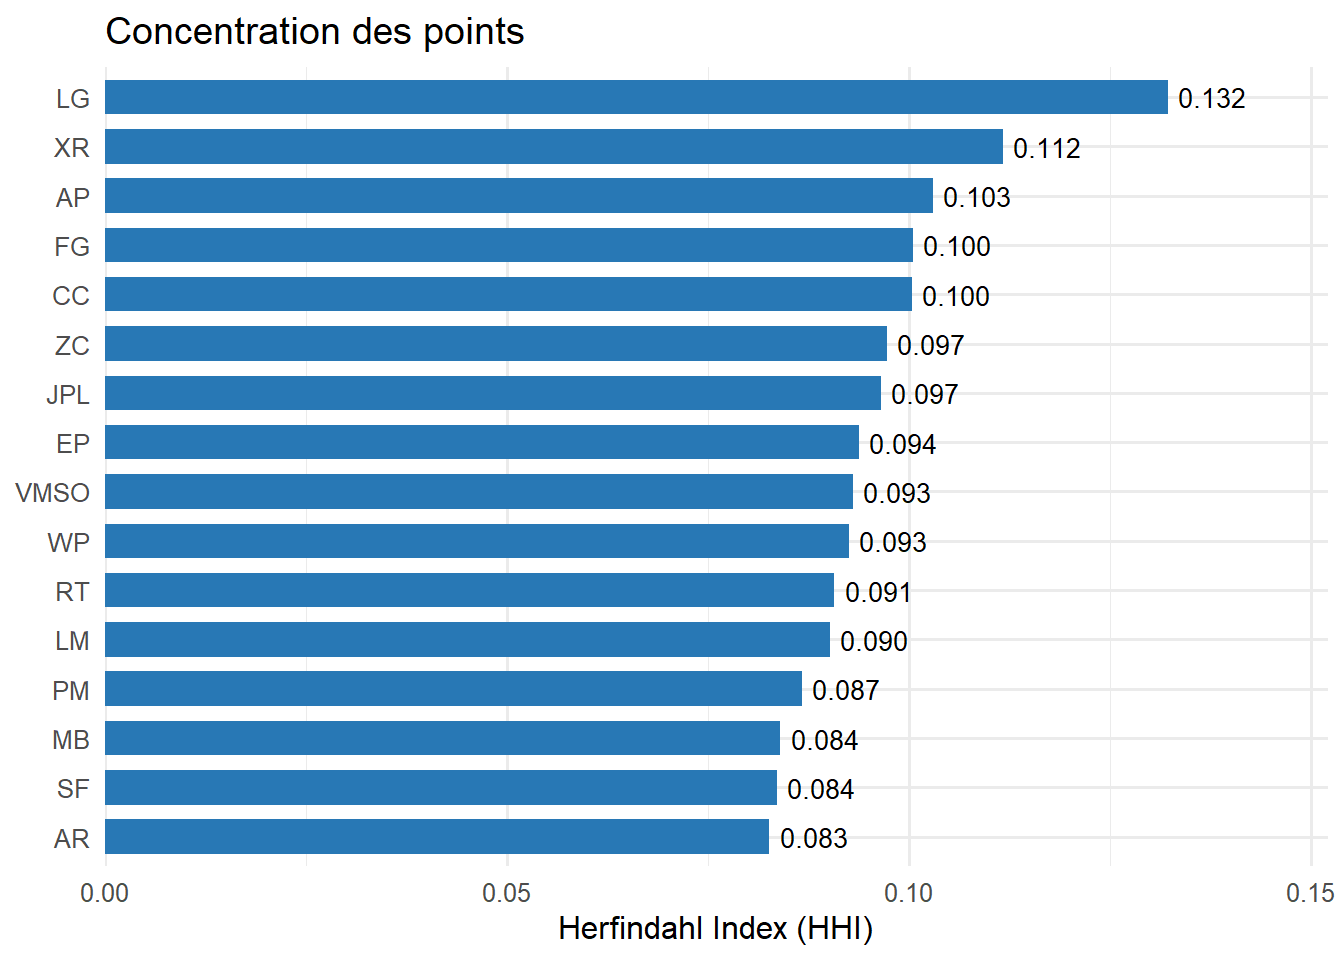 Concentration des points
LG 0.132
XR 0.112
AP 0.103
FG 0.100
CC 0.100
ZC 0.097
JPL 0.097
EP 0.094
VMSO 0.093
WP 0.093
RT 0.091
LM 0.090
PM 0.087
MB 0.084
SF 0.084
AR 0.083
0.00 0.05 0.10 0.15
Herfindahl Index (HHI)